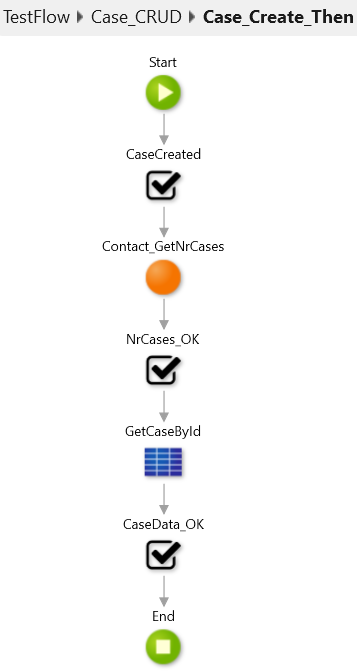 TestFlow Case_CRUD Case_Create_Then
Start
CaseCreated
Contact_GetNrCases
NrCases_OK
GetCaseById
CaseData_OK
End